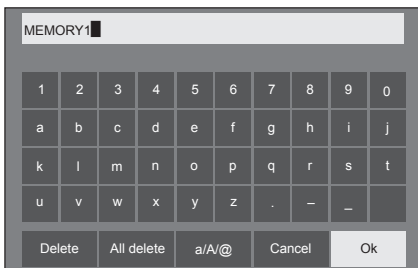 MEMORY1
1 2 3 4 5 6 7 8 9 0
a b c d e f g h i j
k l m n o p q r s t
u v w x y z . – _
Delete All delete a/A/@ Cancel Ok